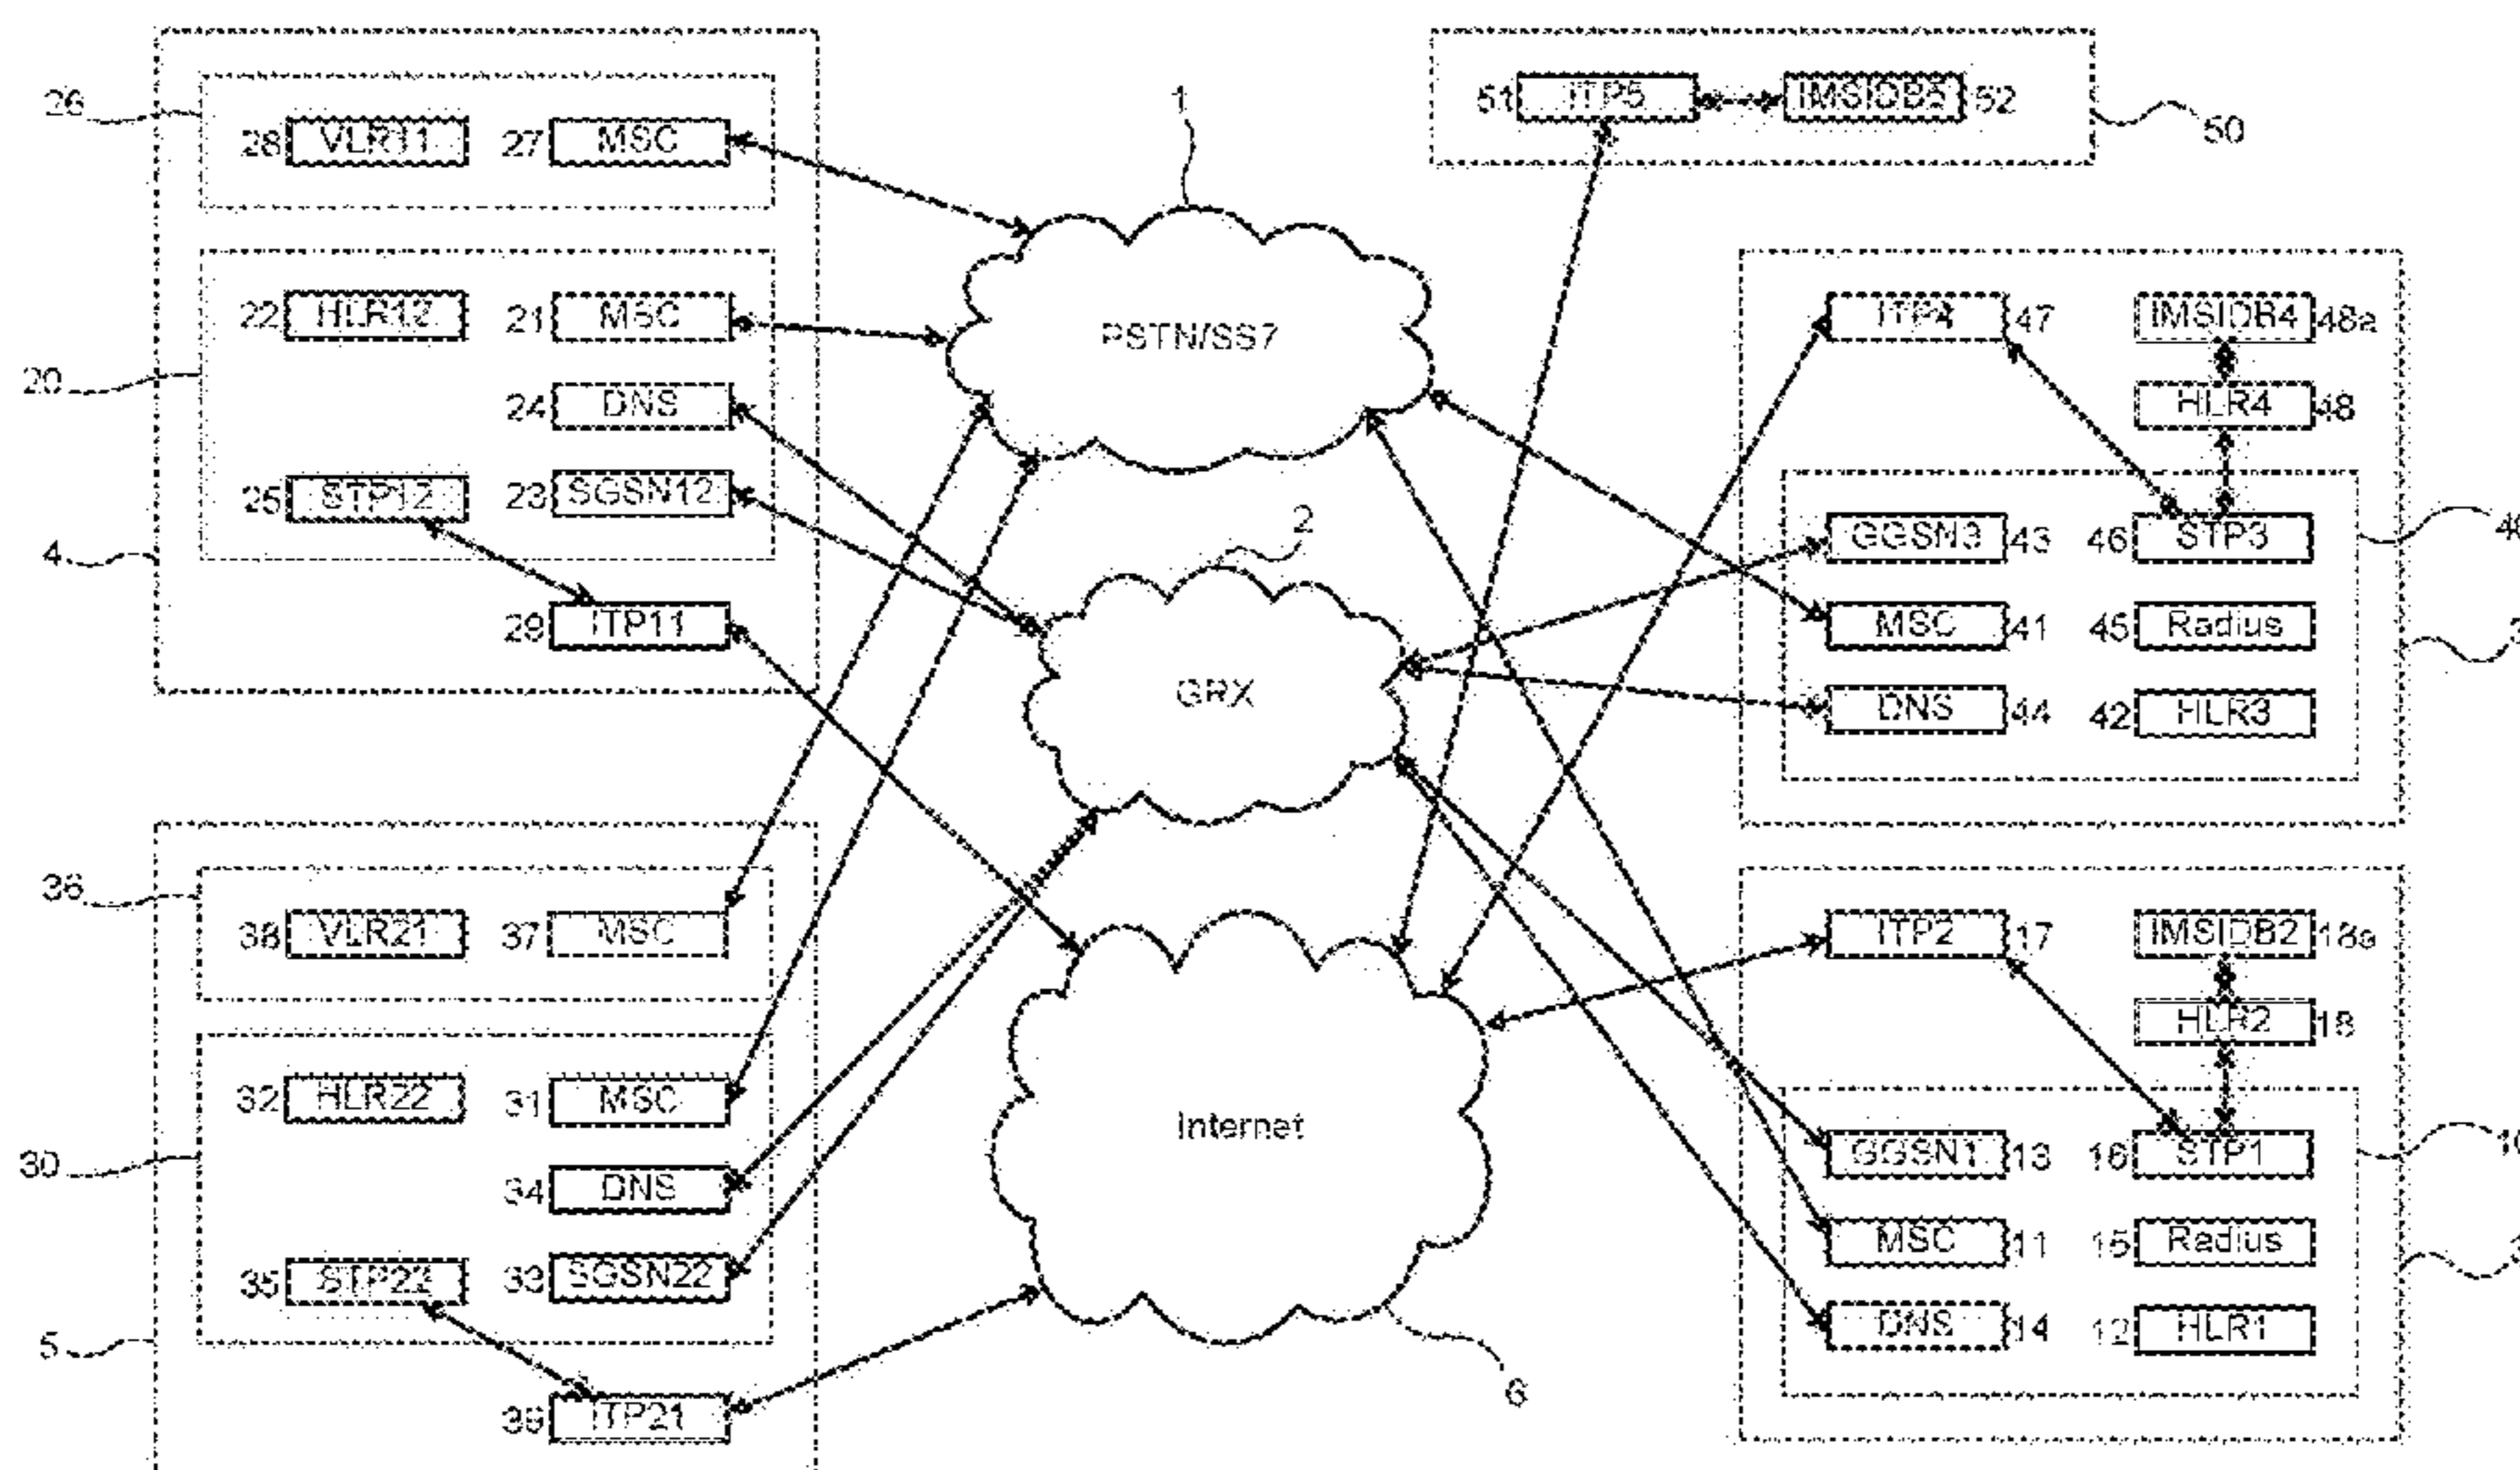 26
28 VLR11 27 MSC
22 HLR12 21 MSC
20
24 DNS
25 STP12 23 SGSN12
4
29 ITP11
36
38 VLR21 37 MSC
32 HLR22 31 MSC
30
34 DNS
35 STP22 33 SGSN22
5
39 ITP21
1
PSTN/SS7
2
GRX
Internet
6
51 ITP5 IMSIDB5 52
50
ITP4 47 IMSIDB4 48a
HLR4 48
GGSN3 43 46 STP3
MSC 41 45 Radius
DNS 44 42 HLR3
ITP2 17 IMSIDB2 18a
HLR2 18
GGSN1 13 16 STP1
MSC 11 15 Radius
DNS 14 12 HLR1